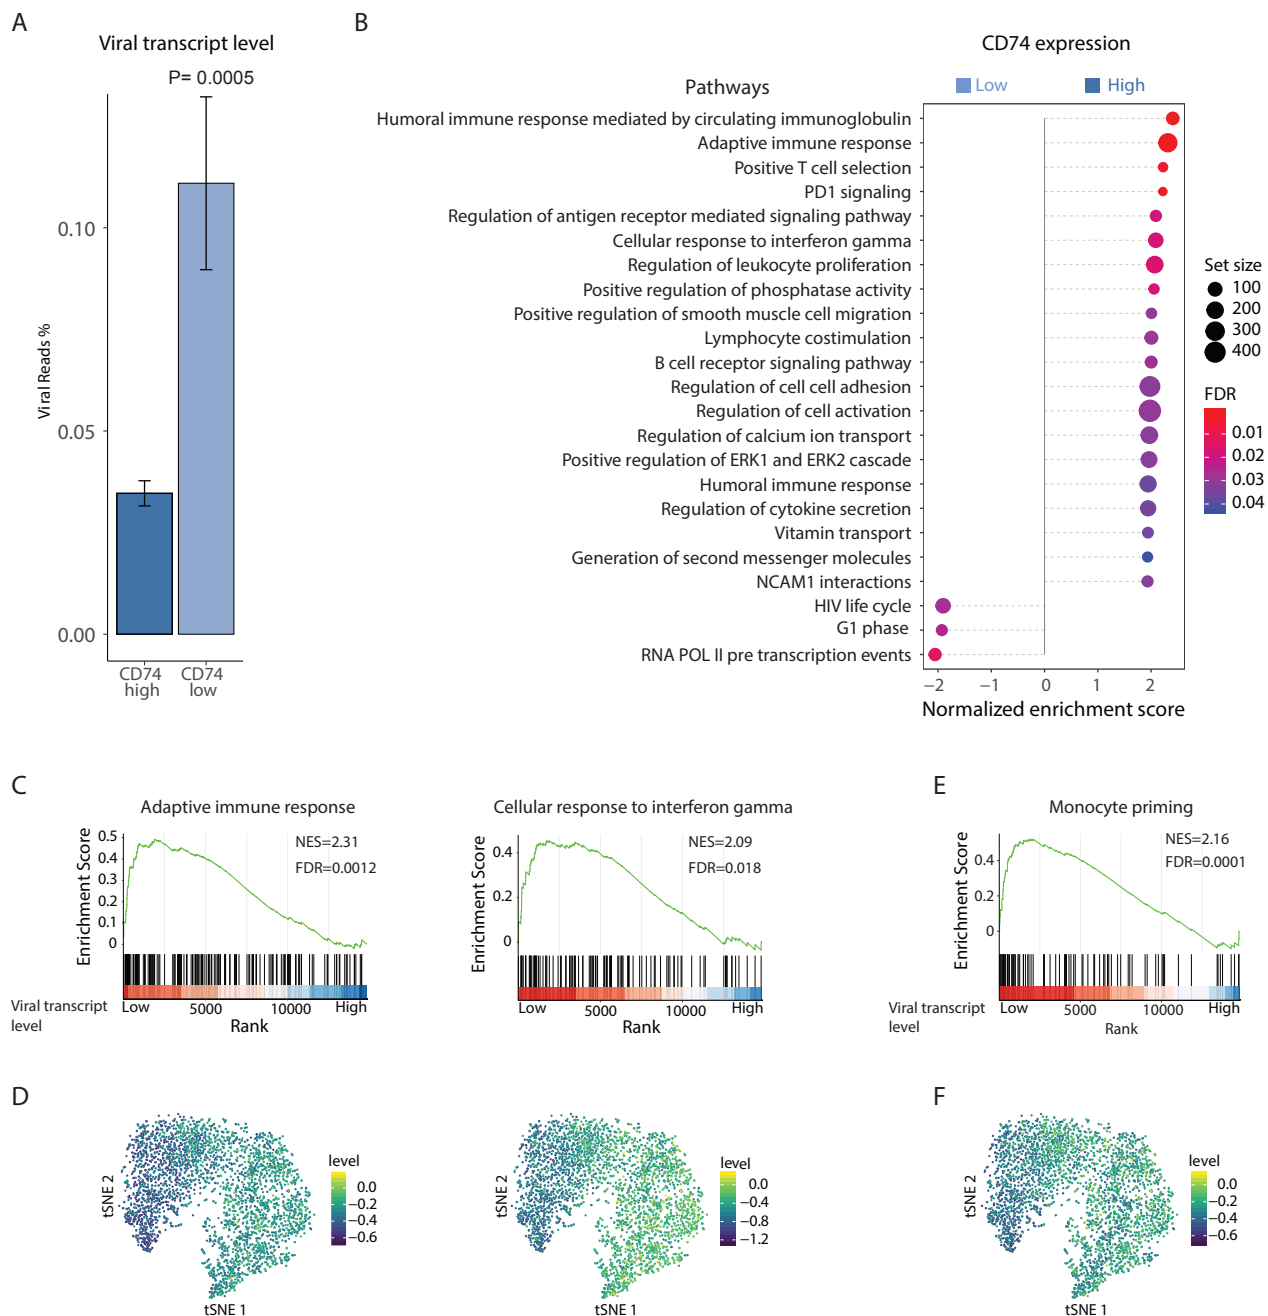 A
Viral transcript level
P= 0.0005
0.10
0.05
0.00
Viral Reads %
CD74
high
CD74
low
B
CD74 expression
Pathways
Low
High
Humoral immune response mediated by circulating immunoglobulin
Adaptive immune response
Positive T cell selection
PD1 signaling
Regulation of antigen receptor mediated signaling pathway
Cellular response to interferon gamma
Regulation of leukocyte proliferation
Positive regulation of phosphatase activity
Positive regulation of smooth muscle cell migration
Lymphocyte costimulation
B cell receptor signaling pathway
Regulation of cell cell adhesion
Regulation of cell activation
Regulation of calcium ion transport
Positive regulation of ERK1 and ERK2 cascade
Humoral immune response
Regulation of cytokine secretion
Vitamin transport
Generation of second messenger molecules
NCAM1 interactions
HIV life cycle
G1 phase
RNA POL II pre transcription events
−2 −1 0 1 2
Normalized enrichment score
Set size
100
200
300
400
FDR
0.01
0.02
0.03
0.04
C
Adaptive immune response
Enrichment Score
0.5
0.4
0.3
0.2
0.1
0
NES=2.31
FDR=0.0012
Viral transcript
level
Low 5000 10000 High
Rank
Cellular response to interferon gamma
Enrichment Score
0.4
0.2
0
NES=2.09
FDR=0.018
Low 5000 10000 High
Rank
E
Monocyte priming
Enrichment Score
0.4
0.2
0
NES=2.16
FDR=0.0001
Viral transcript
level
Low 5000 10000 High
Rank
D
tSNE 2
tSNE 1
level
0.0
−0.2
−0.4
−0.6
tSNE 2
tSNE 1
level
0.0
−0.4
−0.8
−1.2
F
tSNE 2
tSNE 1
level
0.0
−0.2
−0.4
−0.6